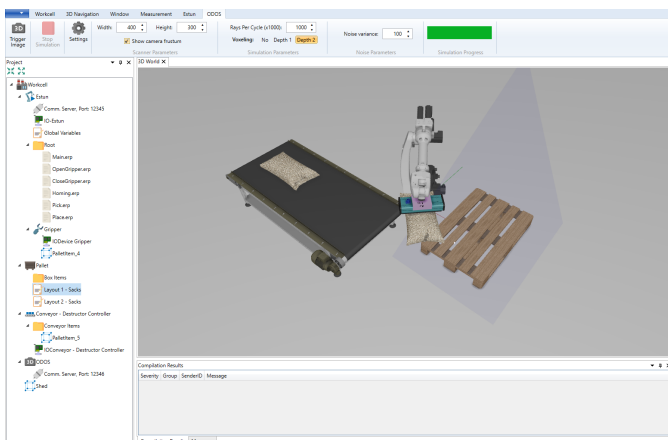 Workcell 3D Navigation Window Measurement Estun ODOS
3D
Trigger Image
Stop Simulation
Settings
Width: 400 Height: 300
Show camera frustum
Scanner Parameters
Rays Per Cycle (x1000): 1000
Voxeling: No Depth 1 Depth 2
Simulation Parameters
Noise variance: 100
Noise Parameters
Simulation Progress
Project
3D World X
Workcell
Estun
Comm. Server, Port: 12345
IO-Estun
Global Variables
Root
Main.erp
OpenGripper.erp
CloseGripper.erp
Homing.erp
Pick.erp
Place.erp
Gripper
IODevice Gripper
PalletItem_4
Pallet
Box Items
Layout 1 - Sacks
Layout 2 - Sacks
Conveyor - Destructor Controller
Conveyor Items
PalletItem_5
IOConveyor - Destructor Controller
3D ODOS
Comm. Server, Port: 12346
Shed
Compilation Results
Severity Group SenderID Message